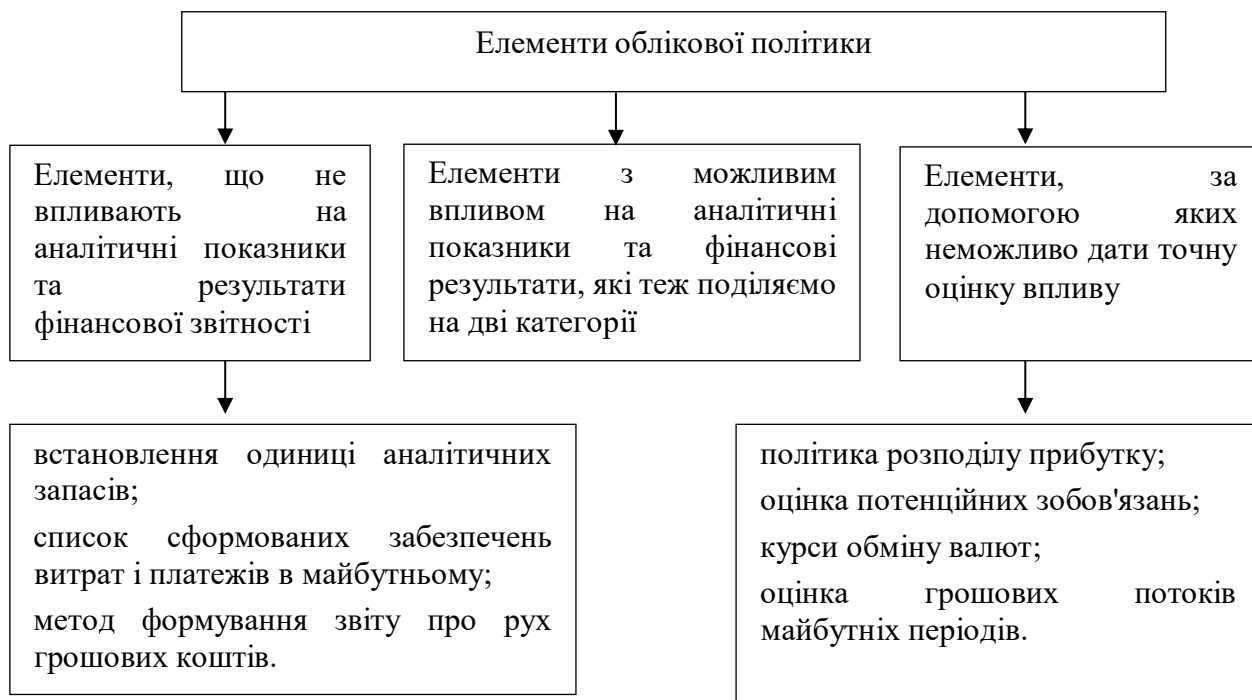 Елементи облікової політики
Елементи, що не
впливають на
аналітичні показники
та результати
фінансової звітності
Елементи з можливим
впливом на аналітичні
показники та фінансові
результати, які теж поділяємо
на дві категорії
Елементи, за
допомогою яких
неможливо дати точну
оцінку впливу
встановлення одиниці аналітичних
запасів;
список сформованих забезпечень
витрат і платежів в майбутньому;
метод формування звіту про рух
грошових коштів.
політика розподілу прибутку;
оцінка потенційних зобов'язань;
курси обміну валют;
оцінка грошових потоків
майбутніх періодів.